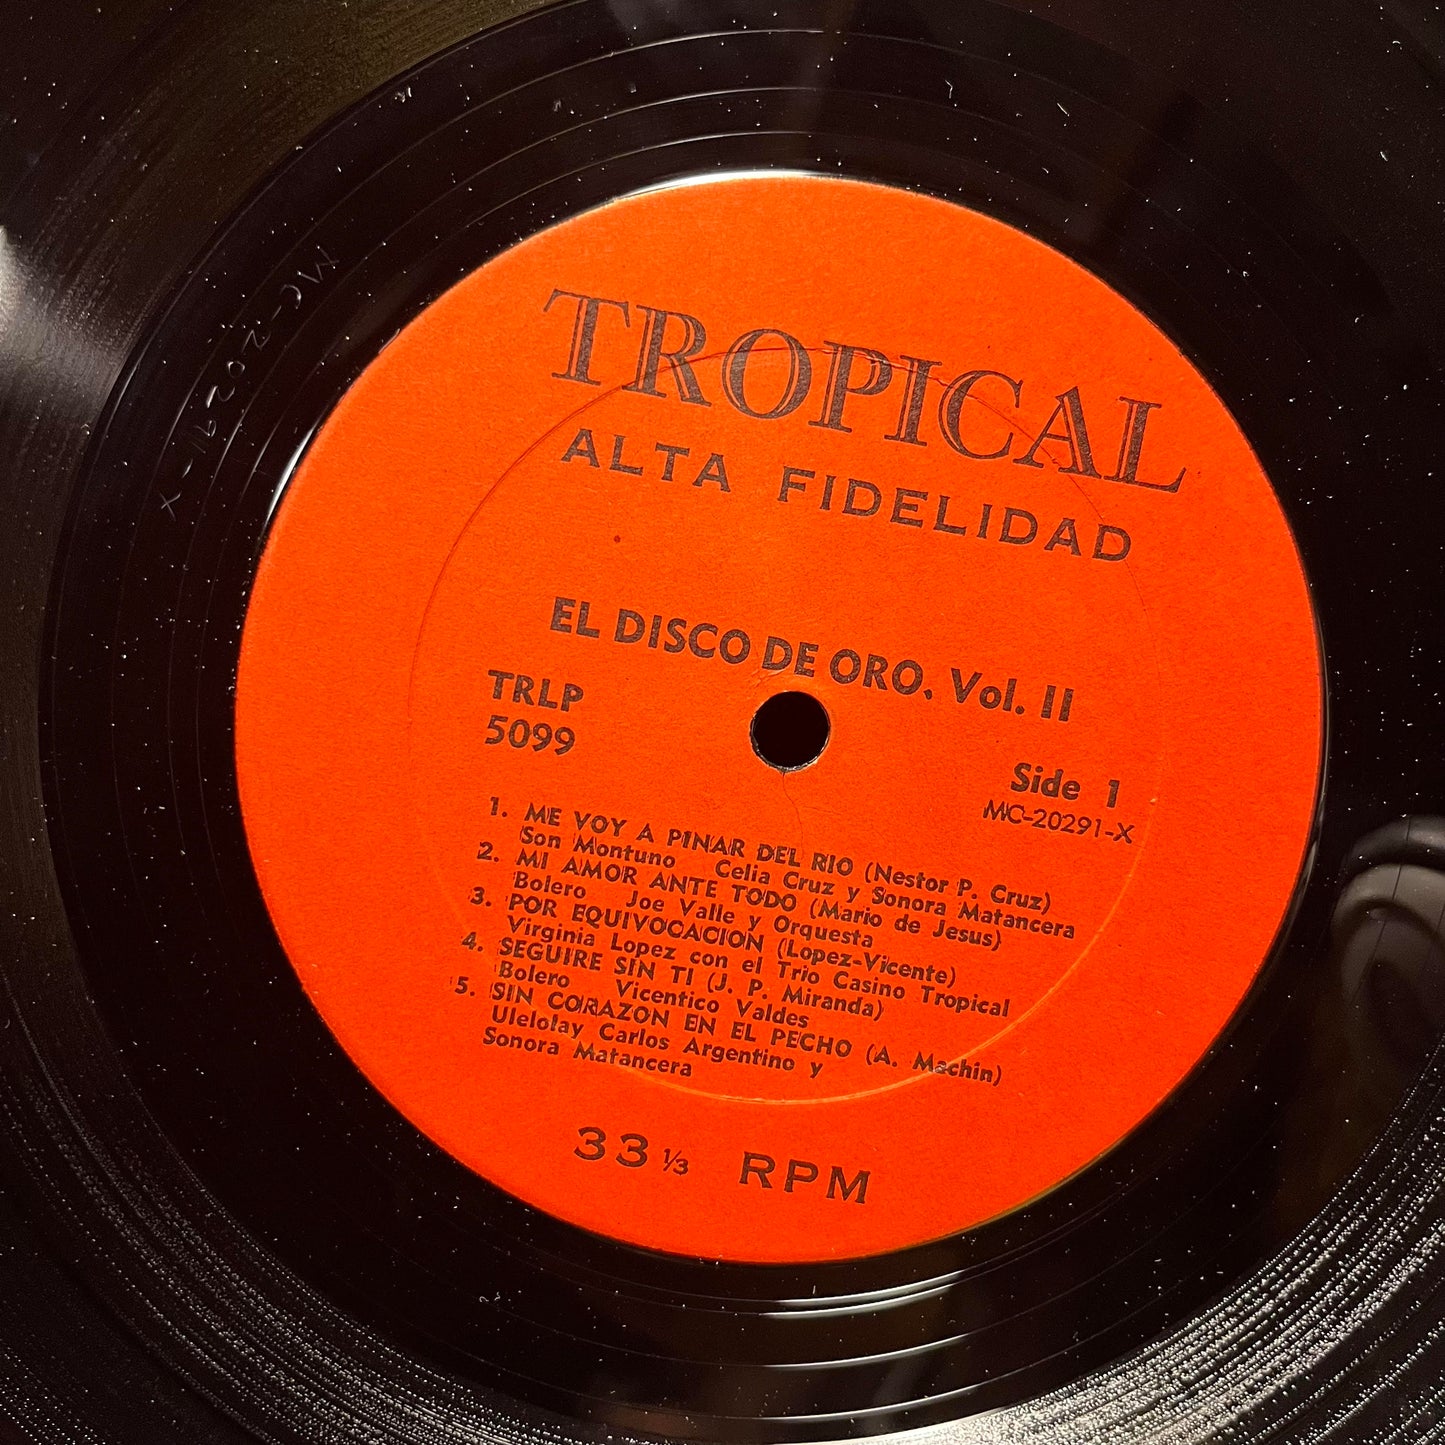 TROPICAL
ALTA FIDELIDAD
EL DISCO DE ORO. Vol. II
TRLP
5099
Side 1
MC-20291-X
1. ME VOY A PINAR DEL RIO (Nestor P. Cruz)
Son Montuno Celia Cruz y Sonora Matancera
2. MI AMOR ANTE TODO (Mario de Jesus)
Bolero Joe Valle y Orquesta
3. POR EQUIVOCACION (Lopez-Vicente)
Virginia Lopez con el Trio Casino Tropical
4. SEGUIRE SIN TI (J. P. Miranda)
Bolero Vicentico Valdes
5. SIN CORAZON EN EL PECHO (A. Machin)
Ulelolay Carlos Argentino y
Sonora Matancera
33 1/3 RPM
MC-20291-X